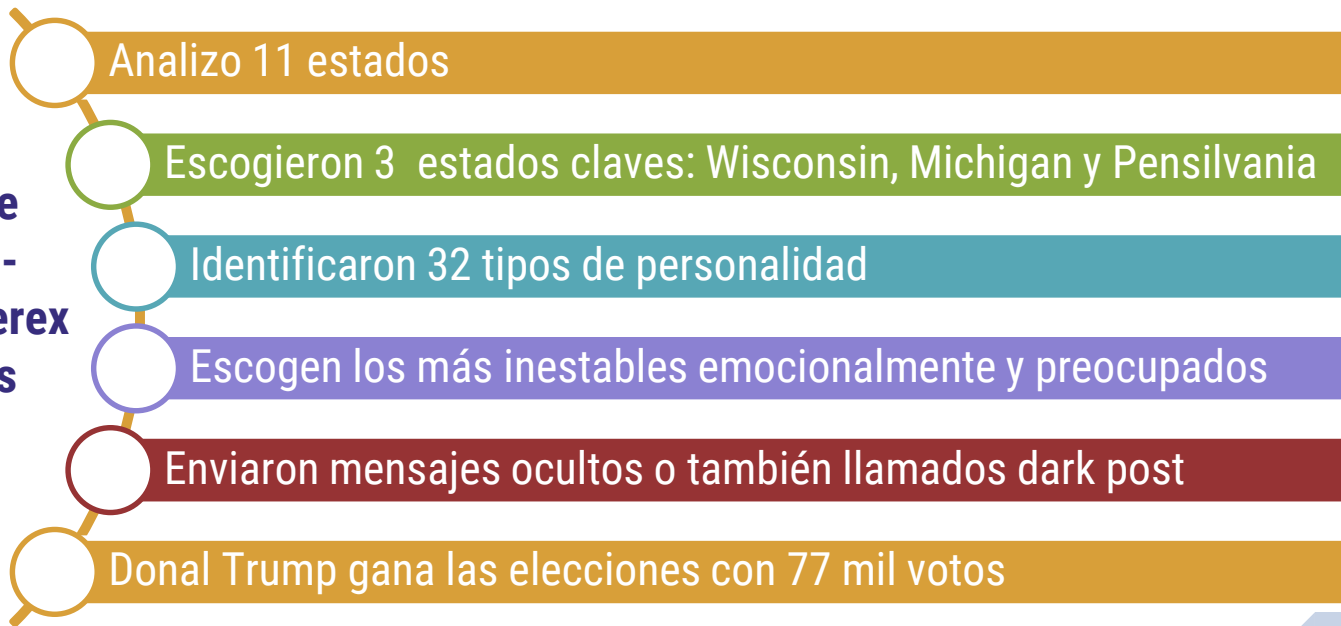 Analizo 11 estados
Escogieron 3 estados claves: Wisconsin, Michigan y Pensilvania
Identificaron 32 tipos de personalidad
Escogen los más inestables emocionalmente y preocupados
Enviaron mensajes ocultos o también llamados dark post
Donal Trump gana las elecciones con 77 mil votos